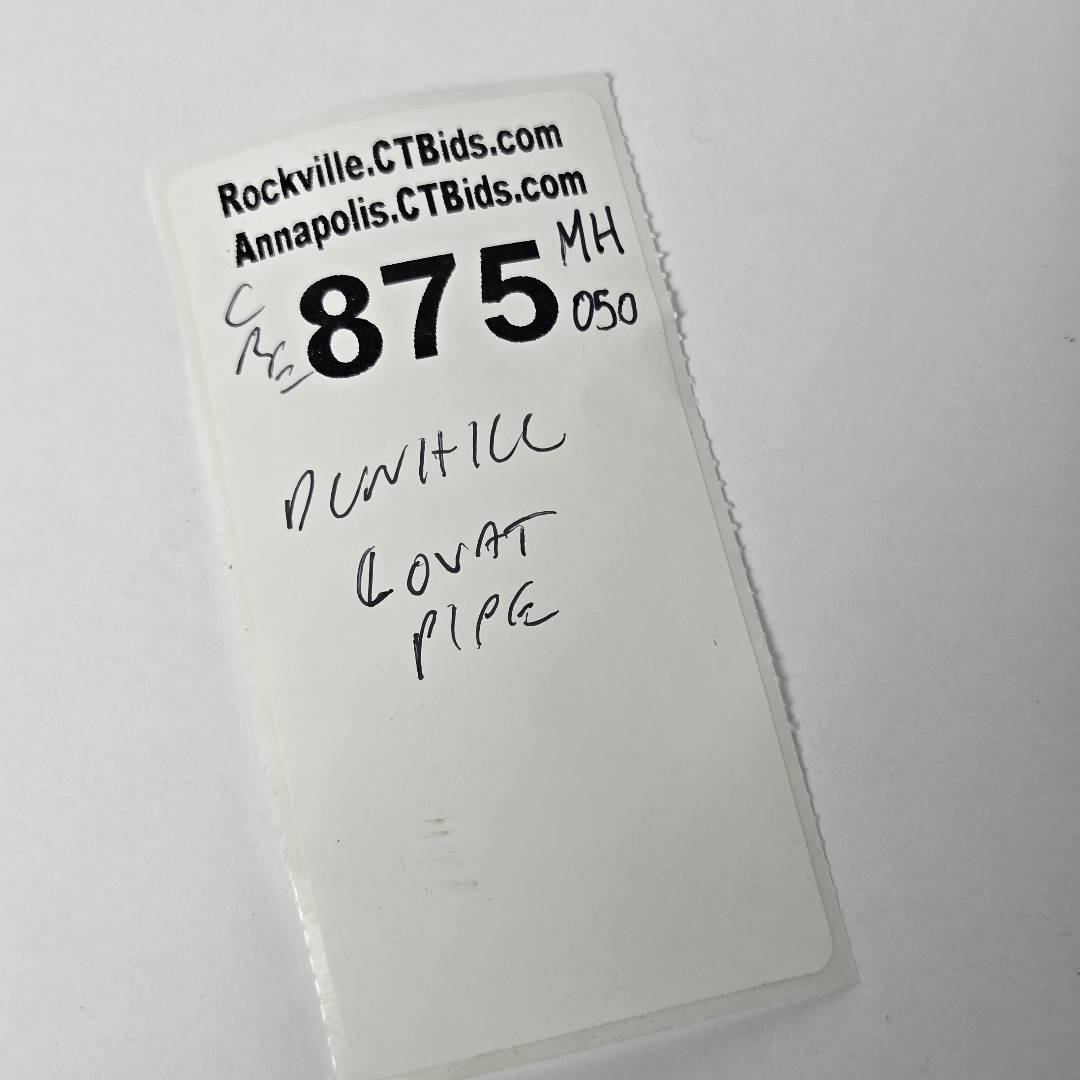 Rockville.CTBids.com
Annapolis.CTBids.com
875
MH
050
C
DUNHILL
LOVAT
PIPE